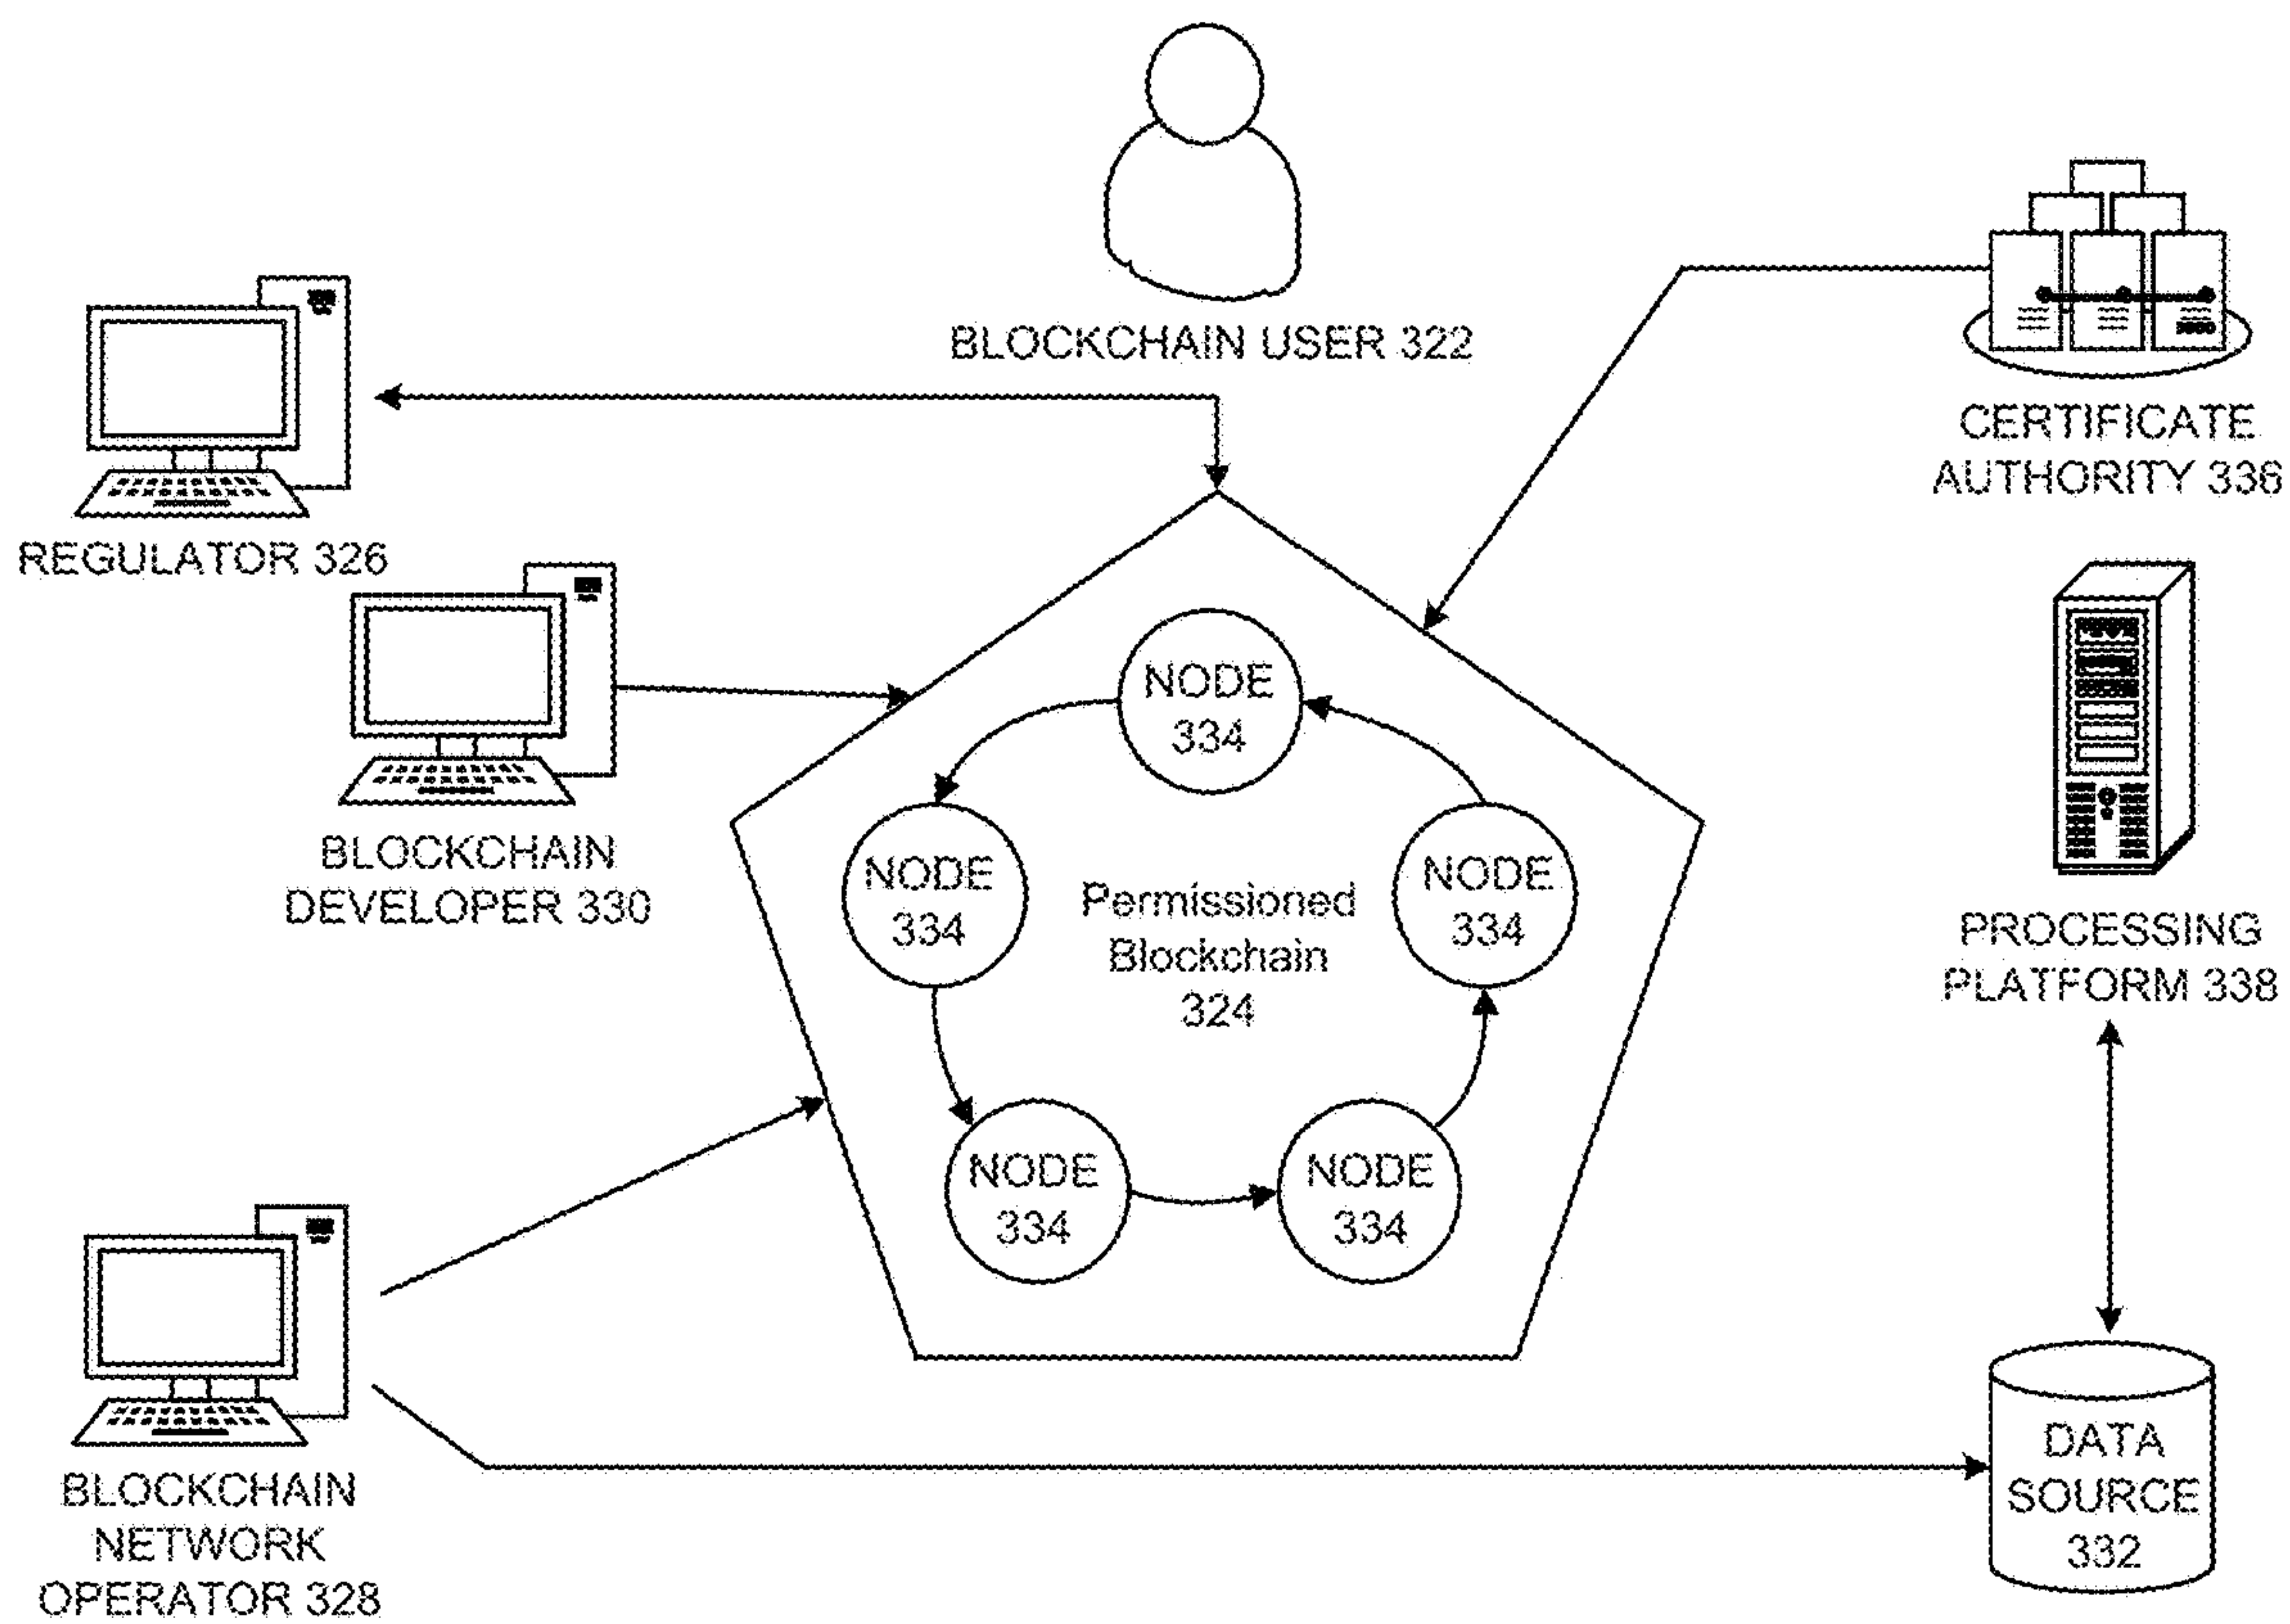 BLOCKCHAIN USER 322
CERTIFICATE
AUTHORITY 336
REGULATOR 326
BLOCKCHAIN
DEVELOPER 330
NODE
334
NODE
334
Permissioned
Blockchain
324
NODE
334
PROCESSING
PLATFORM 338
NODE
334
NODE
334
BLOCKCHAIN
NETWORK
OPERATOR 328
DATA
SOURCE
332